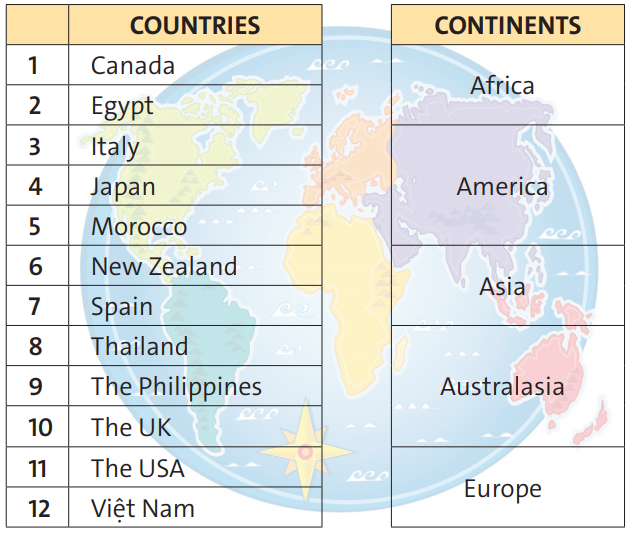 COUNTRIES
1 Canada
2 Egypt
3 Italy
4 Japan
5 Morocco
6 New Zealand
7 Spain
8 Thailand
9 The Philippines
10 The UK
11 The USA
12 Việt Nam
CONTINENTS
Africa
America
Asia
Australasia
Europe